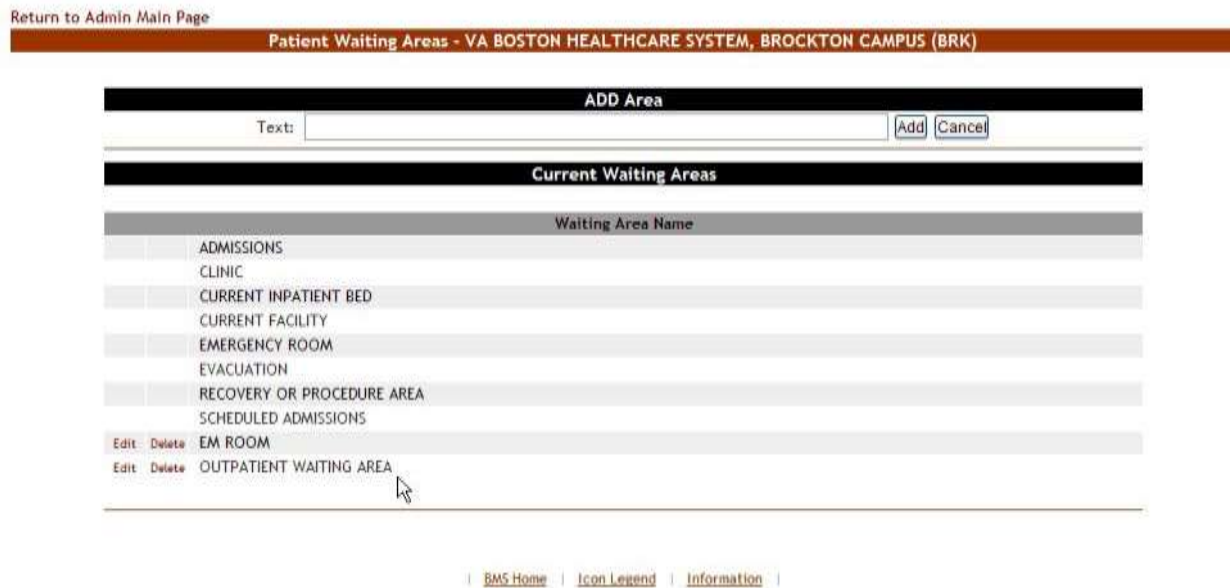 Return to Admin Main Page
Patient Waiting Areas - VA BOSTON HEALTHCARE SYSTEM, BROCKTON CAMPUS (BRK)
ADD Area
Text: Add Cancel
Current Waiting Areas
Waiting Area Name
ADMISSIONS
CLINIC
CURRENT INPATIENT BED
CURRENT FACILITY
EMERGENCY ROOM
EVACUATION
RECOVERY OR PROCEDURE AREA
SCHEDULED ADMISSIONS
Edit Delete EM ROOM
Edit Delete OUTPATIENT WAITING AREA
| BMS Home | Icon Legend | Information |